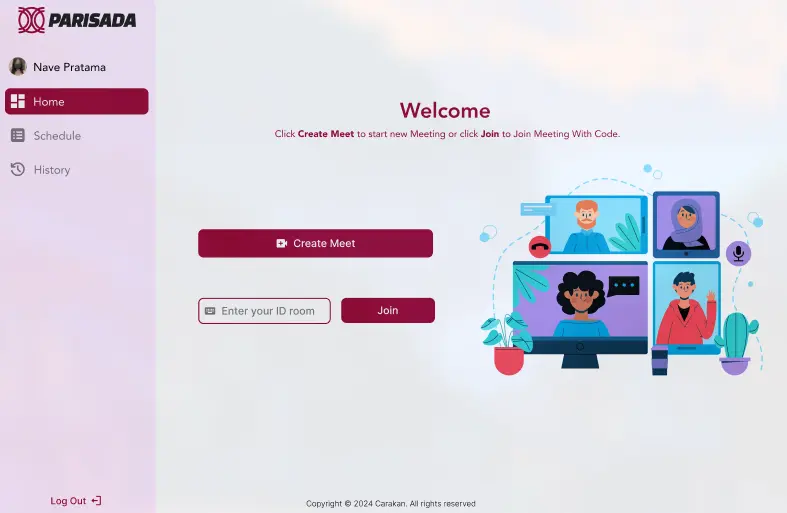 PARISADA
Nave Pratama
Home
Schedule
History
Log Out
Welcome
Click Create Meet to start new Meeting or click Join to Join Meeting With Code.
Create Meet
Enter your ID room
Join
Copyright © 2024 Carakan. All rights reserved